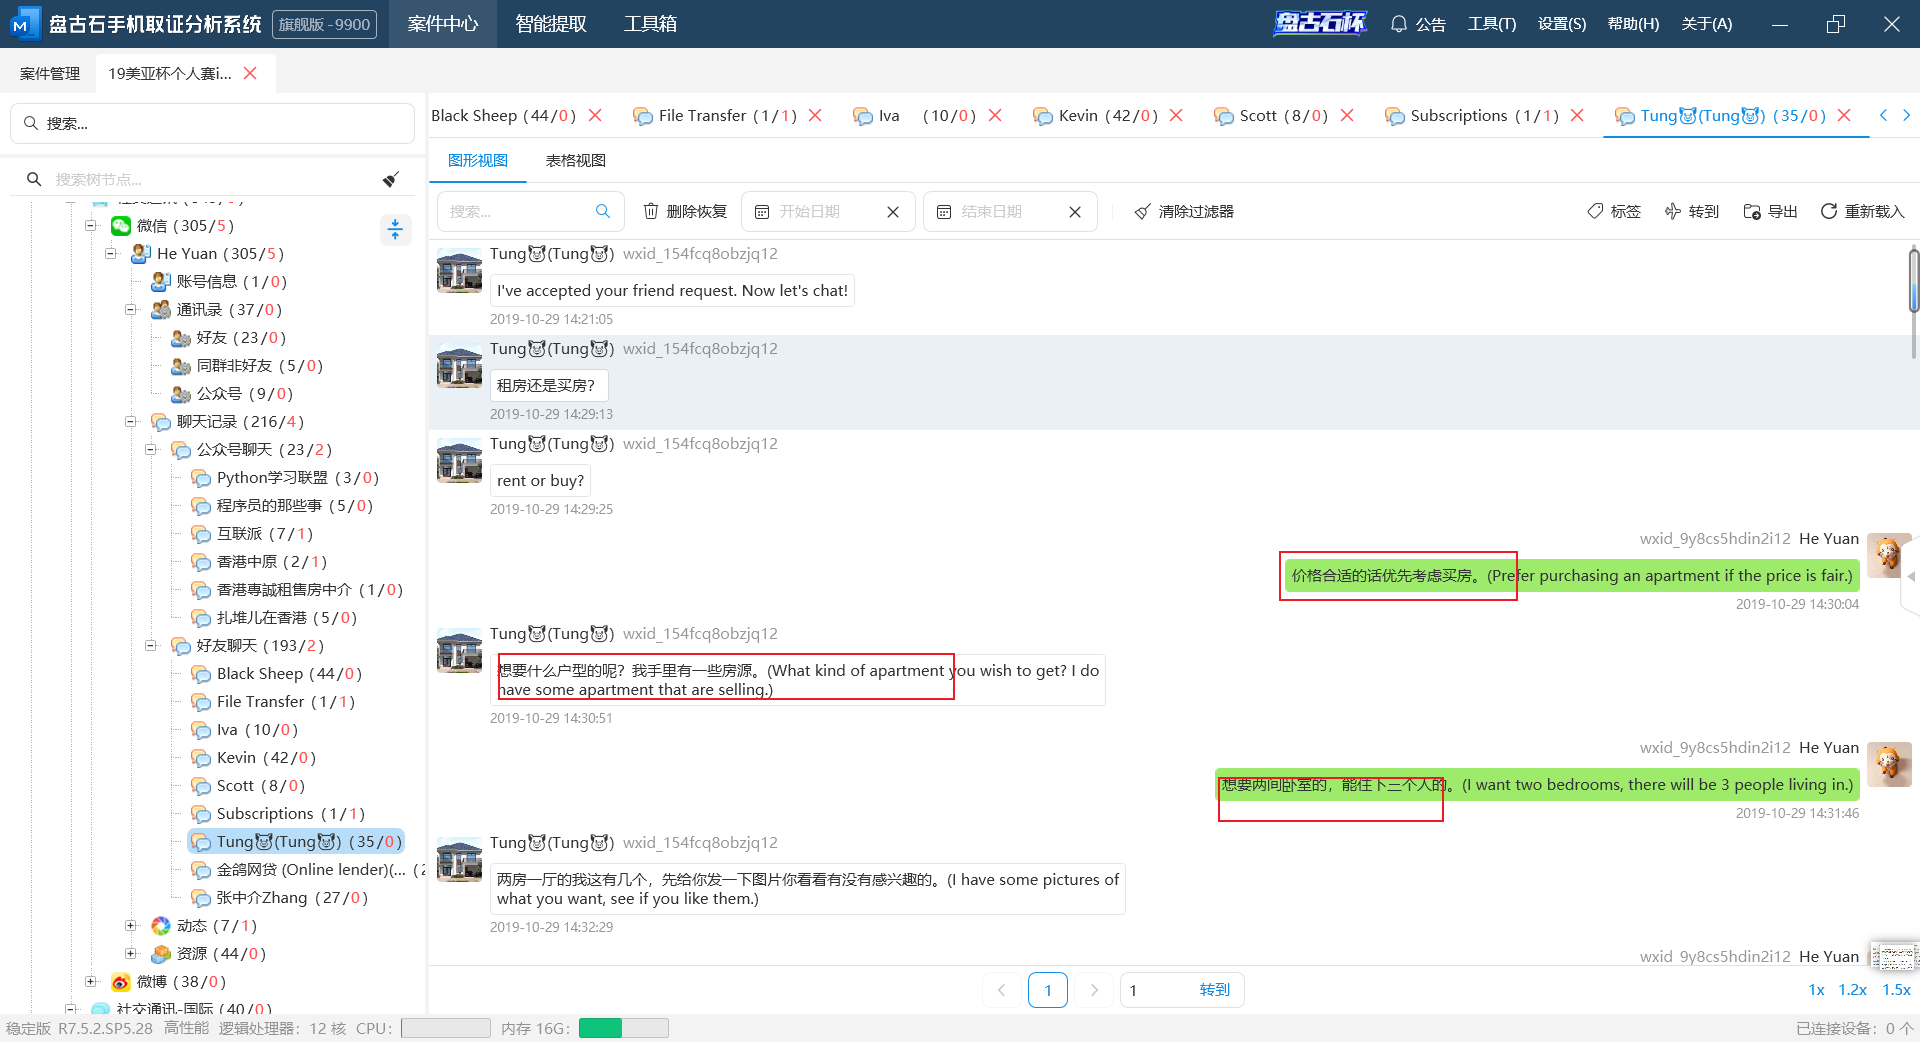 盘古石手机取证分析系统 旗舰版 -9900 案件中心 智能提取 工具箱 盘古石杯 公告 工具(T) 设置(S) 帮助(H) 关于(A)
案件管理 19美亚杯个人赛i...
搜索...
搜索树节点...
微信 (305/5)
He Yuan (305/5)
账号信息 (1/0)
通讯录 (37/0)
好友 (23/0)
同群非好友 (5/0)
公众号 (9/0)
聊天记录 (216/4)
公众号聊天 (23/2)
Python学习联盟 (3/0)
程序员的那些事 (5/0)
互联派 (7/1)
香港中原 (2/1)
香港專誠租售房中介 (1/0)
扎堆儿在香港 (5/0)
好友聊天 (193/2)
Black Sheep (44/0)
File Transfer (1/1)
Iva (10/0)
Kevin (42/0)
Scott (8/0)
Subscriptions (1/1)
Tung🐷(Tung🐷) (35/0)
金鸽网贷 (Online lender)(... (2
张中介Zhang (27/0)
动态 (7/1)
资源 (44/0)
微博 (38/0)
社交通讯-国际 (40/0)
Black Sheep (44/0) File Transfer (1/1) Iva (10/0) Kevin (42/0) Scott (8/0) Subscriptions (1/1) Tung🐷(Tung🐷) (35/0)
图形视图 表格视图
搜索... 删除恢复 开始日期 结束日期 清除过滤器 标签 转到 导出 重新载入
Tung🐷(Tung🐷) wxid_154fcq8obzjq12
I've accepted your friend request. Now let's chat!
2019-10-29 14:21:05
Tung🐷(Tung🐷) wxid_154fcq8obzjq12
租房还是买房？
2019-10-29 14:29:13
Tung🐷(Tung🐷) wxid_154fcq8obzjq12
rent or buy?
2019-10-29 14:29:25
wxid_9y8cs5hdin2i12 He Yuan
价格合适的话优先考虑买房。(Prefer purchasing an apartment if the price is fair.)
2019-10-29 14:30:04
Tung🐷(Tung🐷) wxid_154fcq8obzjq12
想要什么户型的呢？我手里有一些房源。(What kind of apartment you wish to get? I do
have some apartment that are selling.)
2019-10-29 14:30:51
wxid_9y8cs5hdin2i12 He Yuan
想要两间卧室的，能住下三个人的。(I want two bedrooms, there will be 3 people living in.)
2019-10-29 14:31:46
Tung🐷(Tung🐷) wxid_154fcq8obzjq12
两房一厅的我这有几个，先给你发一下图片你看看有没有感兴趣的。(I have some pictures of
what you want, see if you like them.)
2019-10-29 14:32:29
wxid_9y8cs5hdin2i12 He Yuan
1 1 转到
1x 1.2x 1.5x
稳定版 R7.5.2.SP5.28 高性能 逻辑处理器：12 核 CPU: 内存 16G: 已连接设备：0 个